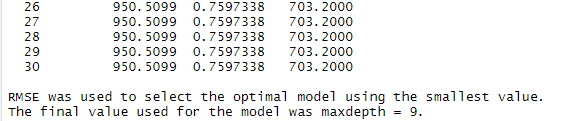 26 950.5099 0.7597338 703.2000
27 950.5099 0.7597338 703.2000
28 950.5099 0.7597338 703.2000
29 950.5099 0.7597338 703.2000
30 950.5099 0.7597338 703.2000
RMSE was used to select the optimal model using the smallest value.
The final value used for the model was maxdepth = 9.